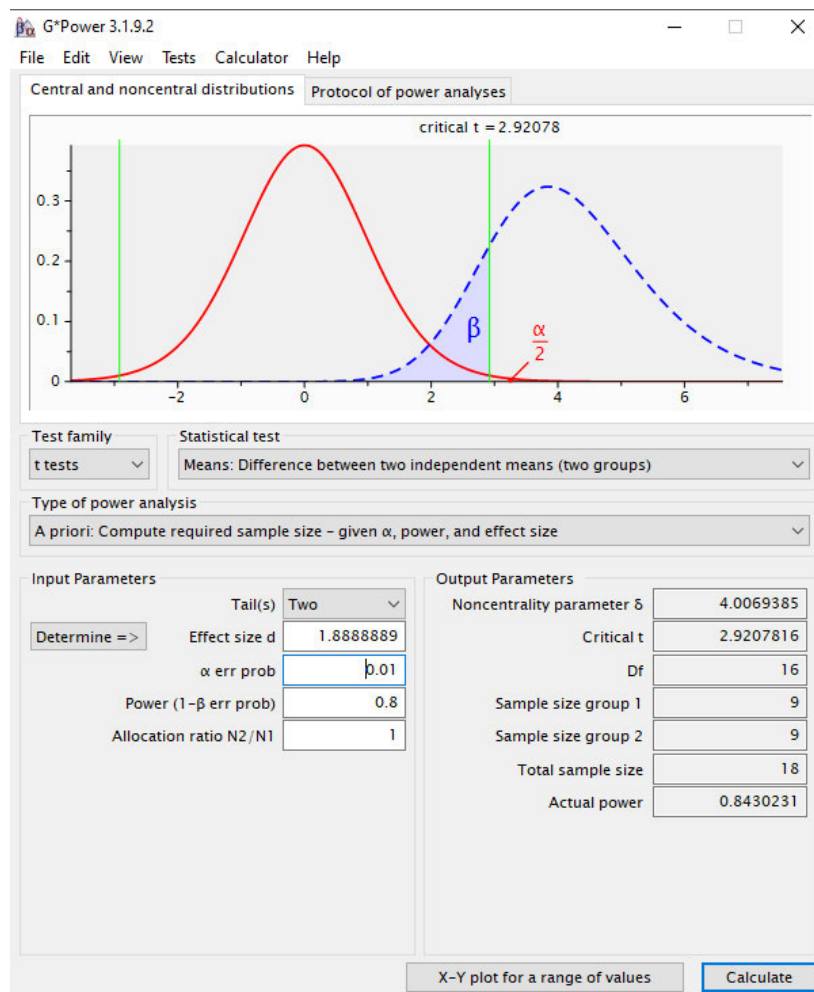 G*Power 3.1.9.2
File Edit View Tests Calculator Help
Central and noncentral distributions Protocol of power analyses
critical t = 2.92078
0.3
0.2
0.1
0
β
α
2
-2 0 2 4 6
Test family Statistical test
t tests Means: Difference between two independent means (two groups)
Type of power analysis
A priori: Compute required sample size – given α, power, and effect size
Input Parameters Output Parameters
Tail(s) Two Noncentrality parameter δ 4.0069385
Determine => Effect size d 1.8888889 Critical t 2.9207816
α err prob 0.01 Df 16
Power (1-β err prob) 0.8 Sample size group 1 9
Allocation ratio N2/N1 1 Sample size group 2 9
Total sample size 18
Actual power 0.8430231
X-Y plot for a range of values Calculate